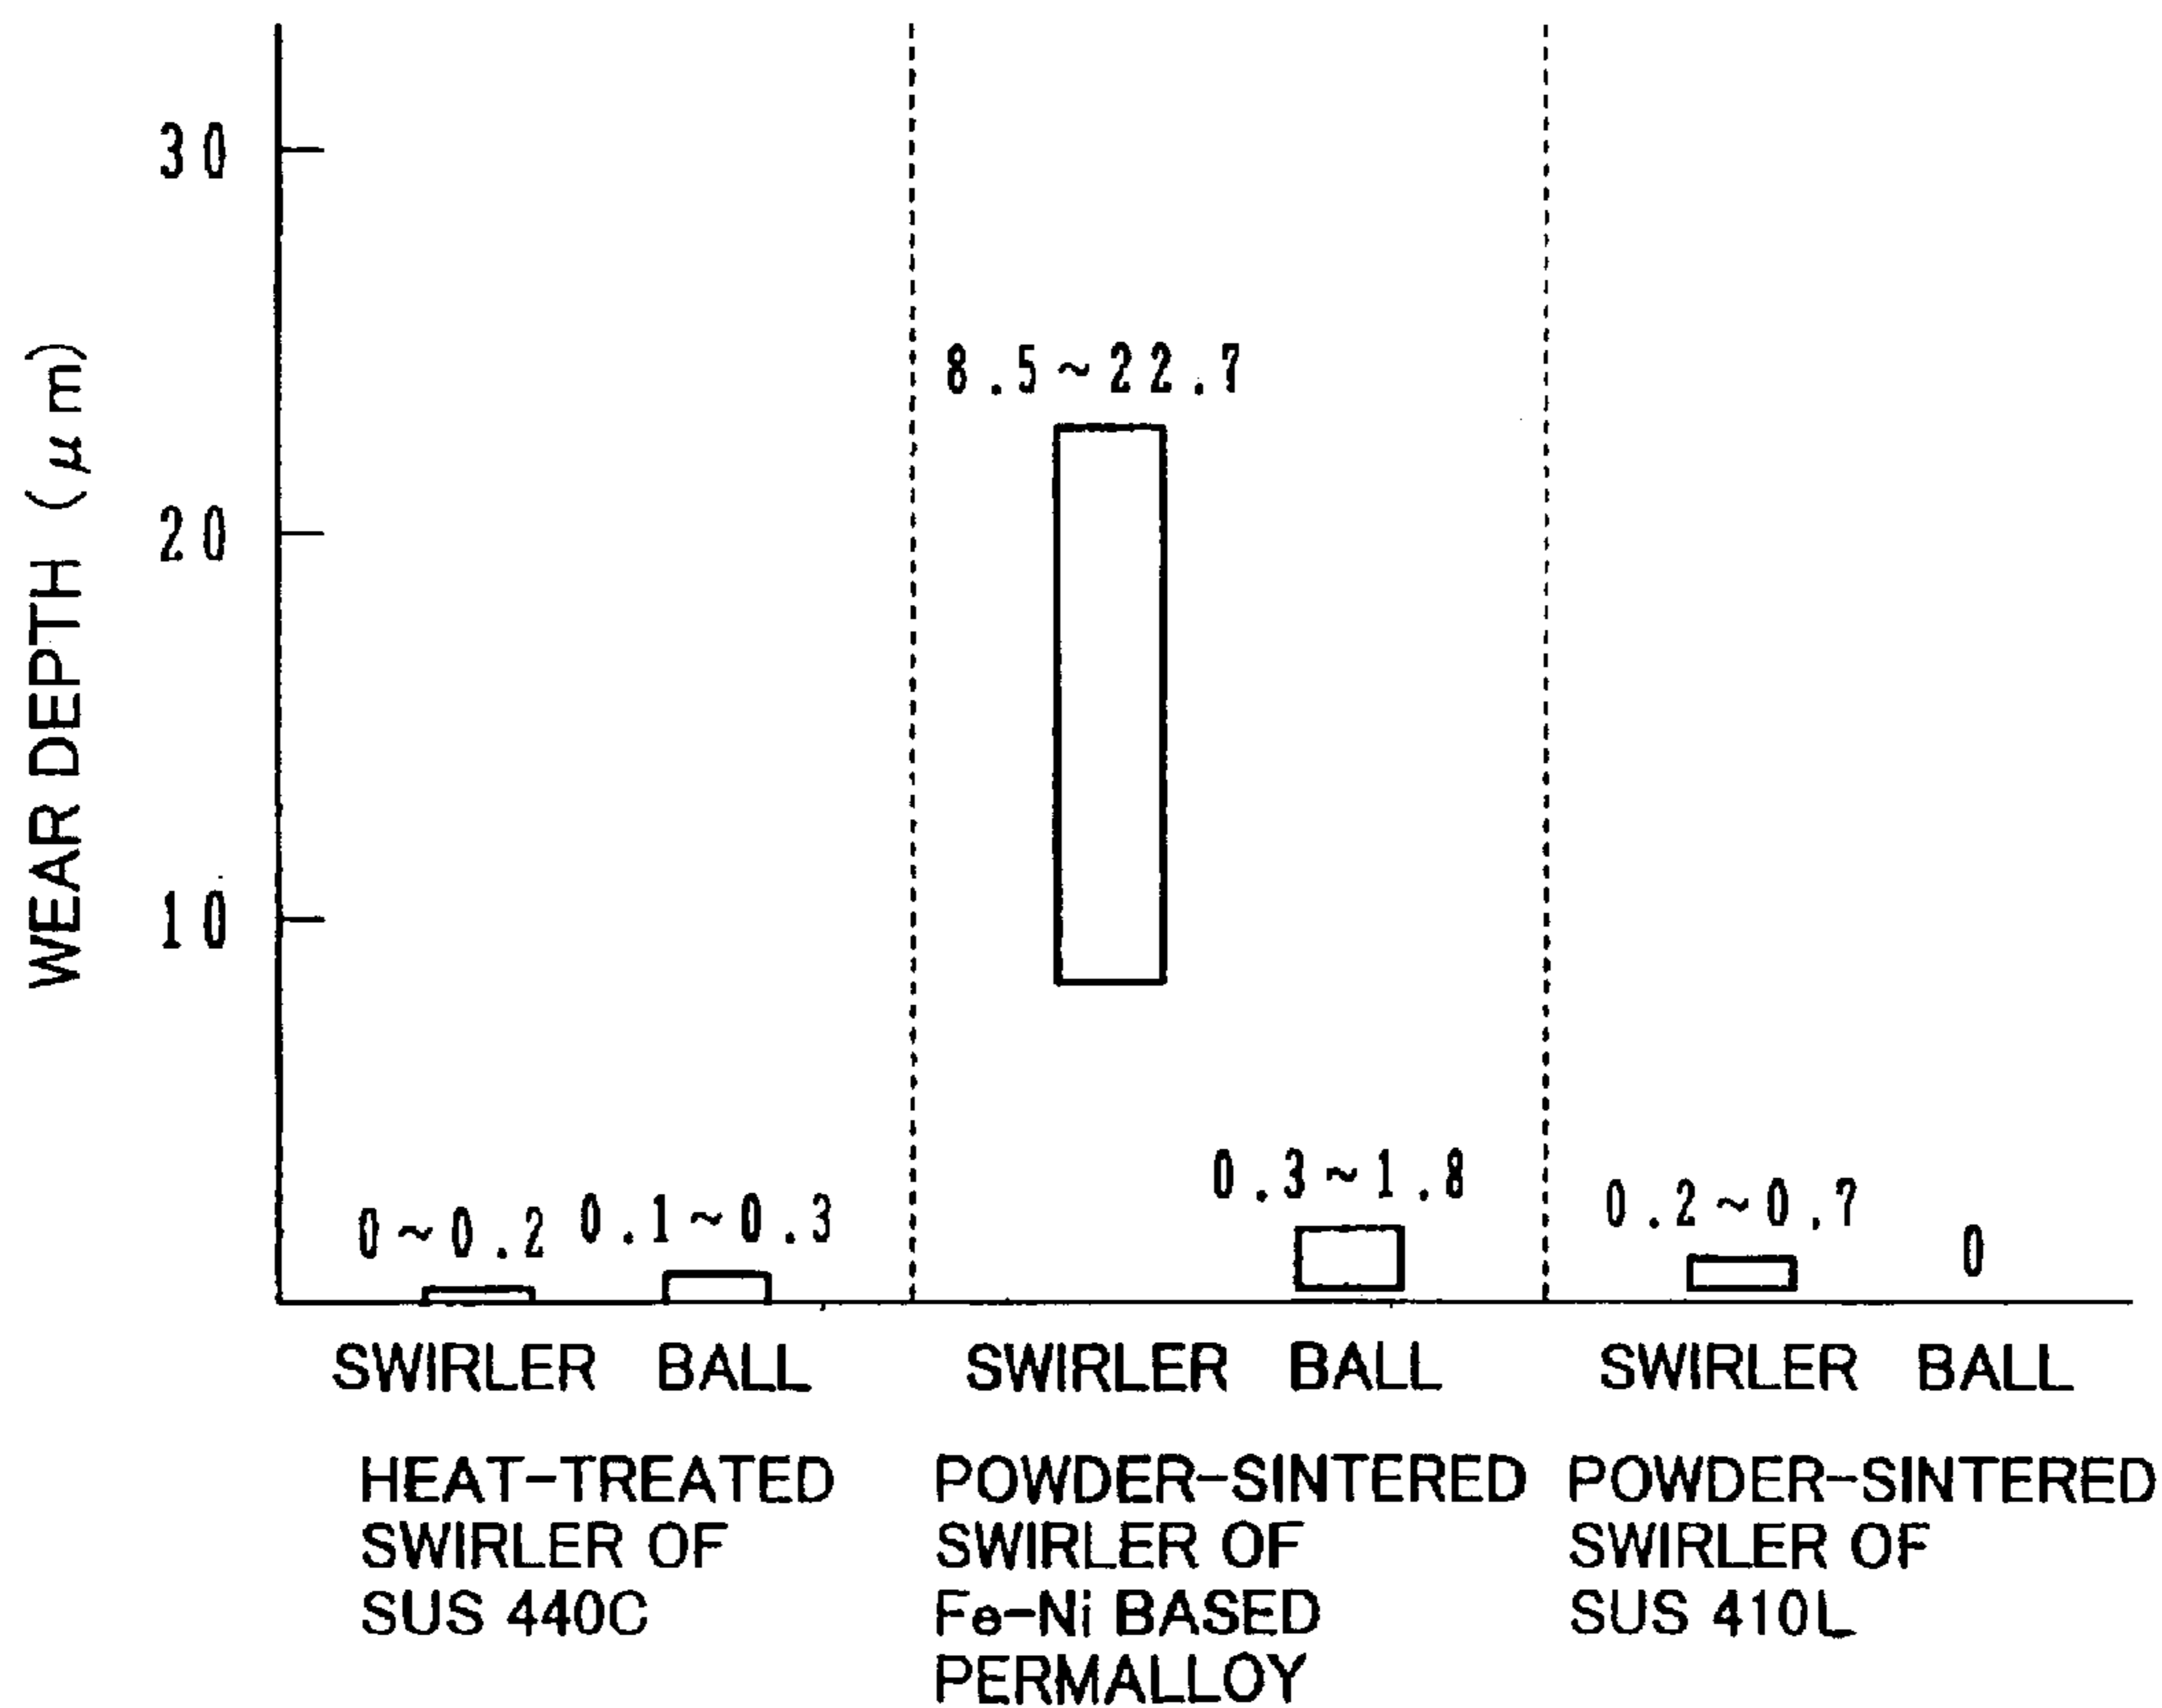 WEAR DEPTH (μm)
30
20
10
8.5~22.7
0.3~1.8
0.2~0.7
0
0~0.2
0.1~0.3
SWIRLER BALL
SWIRLER BALL
SWIRLER BALL
HEAT-TREATED
SWIRLER OF
SUS 440C
POWDER-SINTERED
SWIRLER OF
Fe-Ni BASED
PERMALLOY
POWDER-SINTERED
SWIRLER OF
SUS 410L